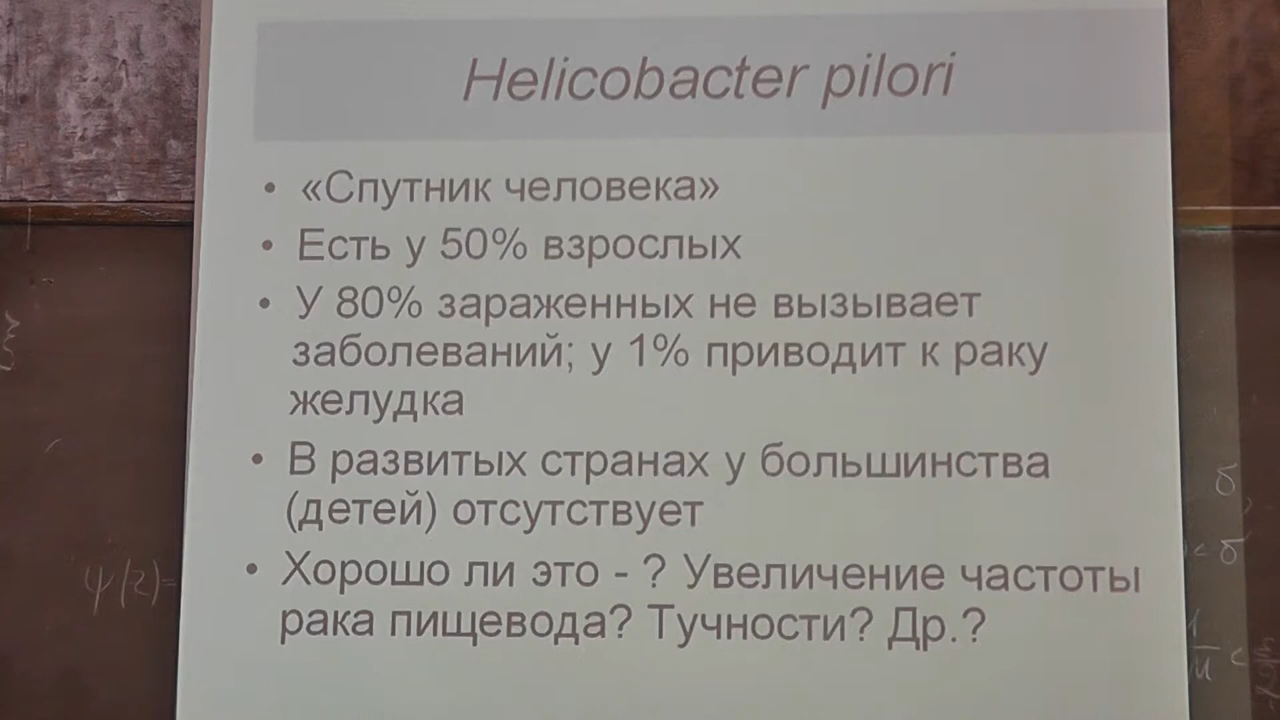 Helicobacter pilori
• «Спутник человека»
• Есть у 50% взрослых
• У 80% зараженных не вызывает
заболеваний; у 1% приводит к раку
желудка
• В развитых странах у большинства
(детей) отсутствует
• Хорошо ли это - ? Увеличение частоты
рака пищевода? Тучности? Др.?
ψ(z)=